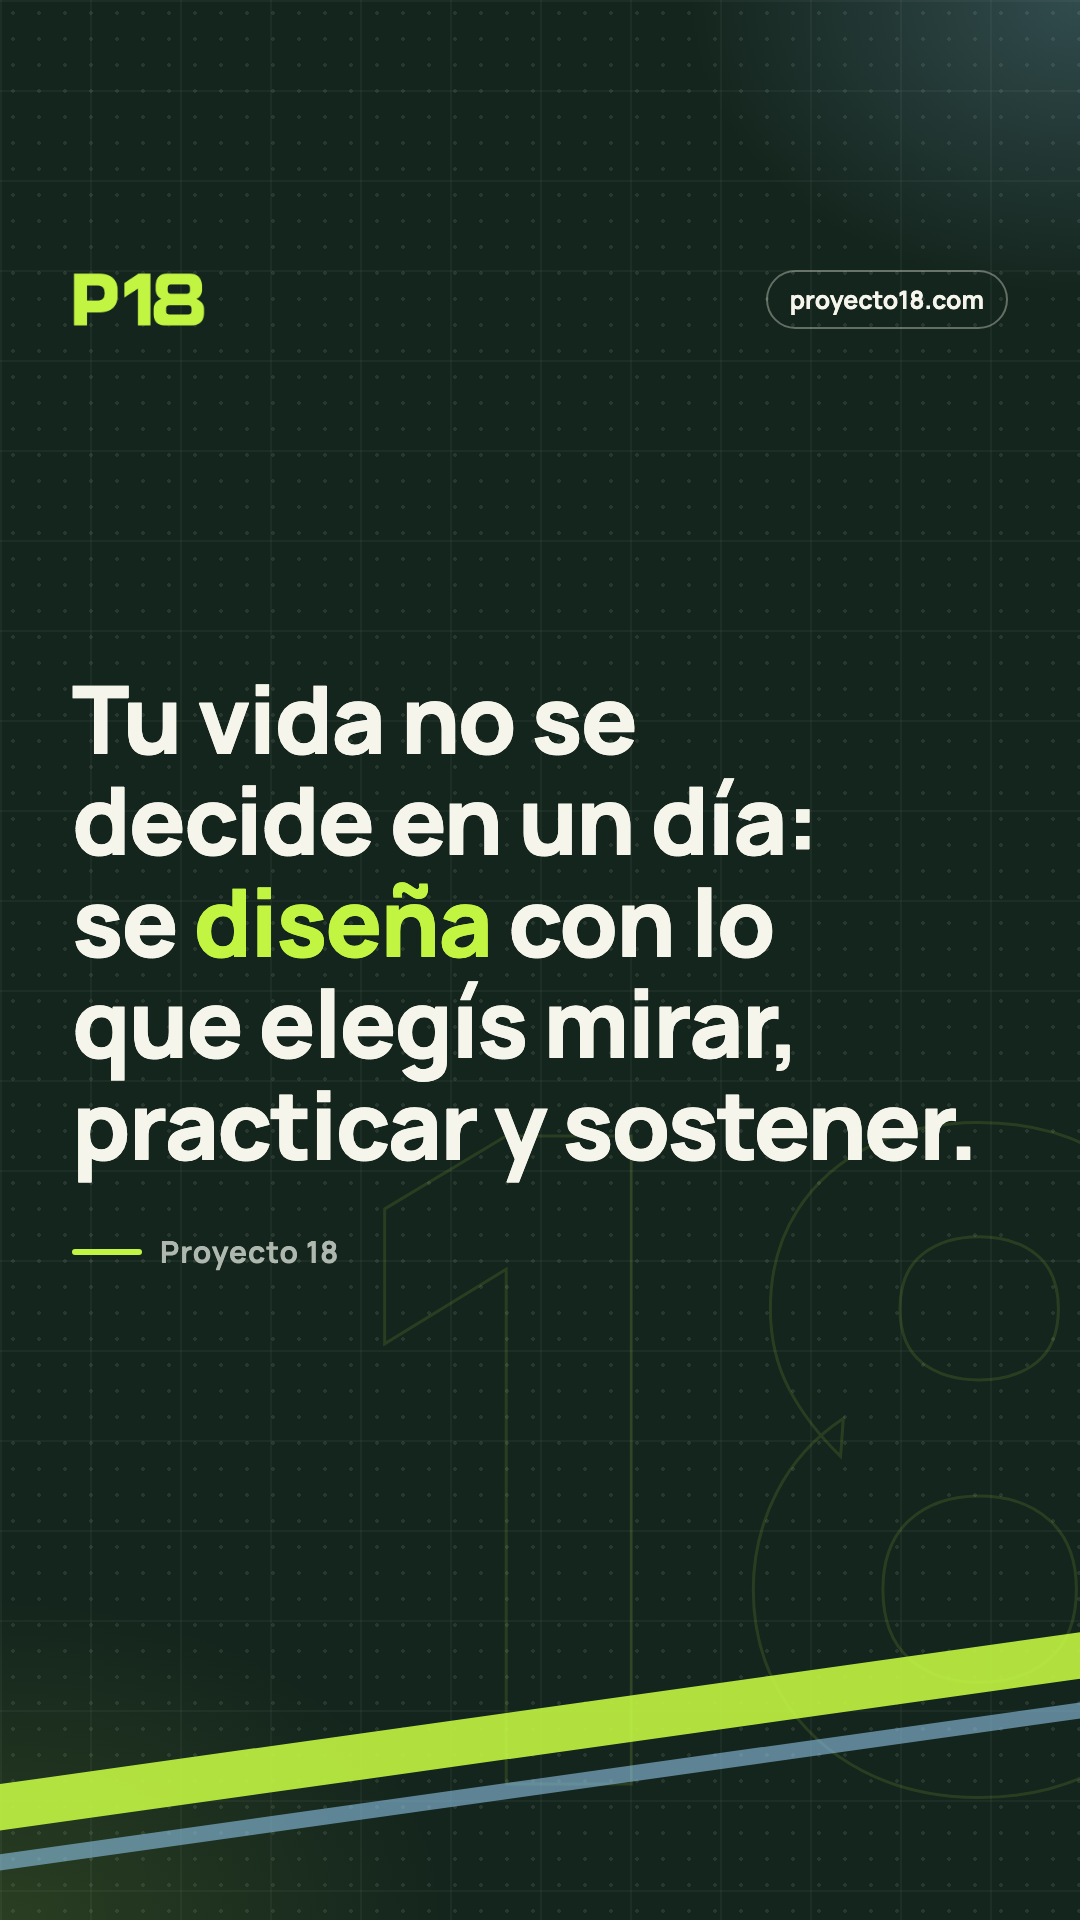 P18
proyecto18.com
Tu vida no se
decide en un día:
se diseña con lo
que elegís mirar,
practicar y sostener.
Proyecto 18
18